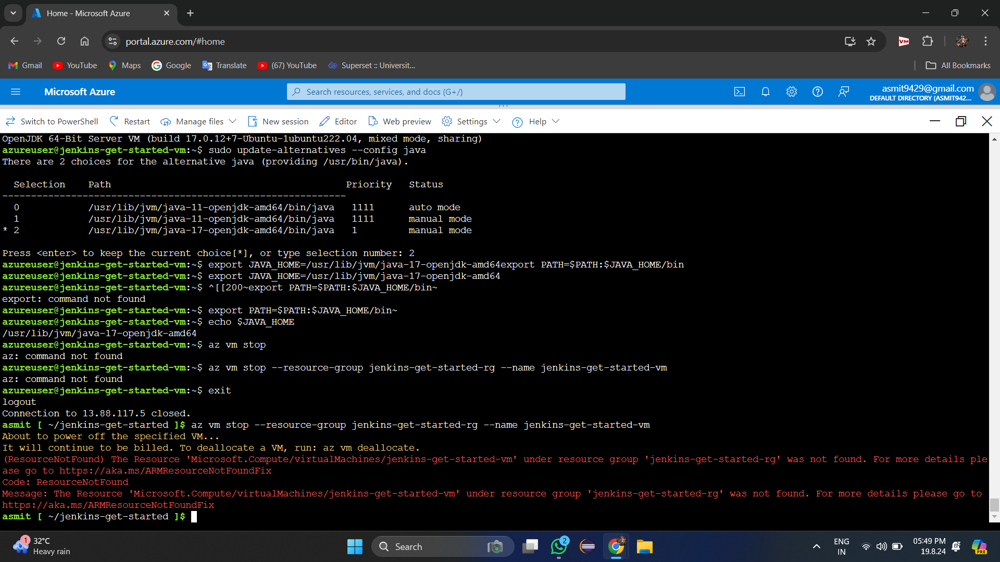 Home - Microsoft Azure
portal.azure.com/#home
VM
Gmail YouTube Maps Google Translate (67) YouTube Superset :: Universit... All Bookmarks
Microsoft Azure
Search resources, services, and docs (G+/)
asmit9429@gmail.com
DEFAULT DIRECTORY (ASMIT942...
Switch to PowerShell Restart Manage files New session Editor Web preview Settings Help
OpenJDK 64-Bit Server VM (build 17.0.12+7-Ubuntu-1ubuntu222.04, mixed mode, sharing)
azureuser@jenkins-get-started-vm:~$ sudo update-alternatives --config java
There are 2 choices for the alternative java (providing /usr/bin/java).
Selection Path Priority Status
------------------------------------------------------------
0 /usr/lib/jvm/java-11-openjdk-amd64/bin/java 1111 auto mode
1 /usr/lib/jvm/java-11-openjdk-amd64/bin/java 1111 manual mode
* 2 /usr/lib/jvm/java-17-openjdk-amd64/bin/java 1 manual mode
Press <enter> to keep the current choice[*], or type selection number: 2
azureuser@jenkins-get-started-vm:~$ export JAVA_HOME=/usr/lib/jvm/java-17-openjdk-amd64export PATH=$PATH:$JAVA_HOME/bin
azureuser@jenkins-get-started-vm:~$ export JAVA_HOME=/usr/lib/jvm/java-17-openjdk-amd64
azureuser@jenkins-get-started-vm:~$ ^[[200~export PATH=$PATH:$JAVA_HOME/bin~
export: command not found
azureuser@jenkins-get-started-vm:~$ export PATH=$PATH:$JAVA_HOME/bin~
azureuser@jenkins-get-started-vm:~$ echo $JAVA_HOME
/usr/lib/jvm/java-17-openjdk-amd64
azureuser@jenkins-get-started-vm:~$ az vm stop
az: command not found
azureuser@jenkins-get-started-vm:~$ az vm stop --resource-group jenkins-get-started-rg --name jenkins-get-started-vm
az: command not found
azureuser@jenkins-get-started-vm:~$ exit
logout
Connection to 13.88.117.5 closed.
asmit [ ~/jenkins-get-started ]$ az vm stop --resource-group jenkins-get-started-rg --name jenkins-get-started-vm
About to power off the specified VM...
It will continue to be billed. To deallocate a VM, run: az vm deallocate.
(ResourceNotFound) The Resource 'Microsoft.Compute/virtualMachines/jenkins-get-started-vm' under resource group 'jenkins-get-started-rg' was not found. For more details ple
ase go to https://aka.ms/ARMResourceNotFoundFix
Code: ResourceNotFound
Message: The Resource 'Microsoft.Compute/virtualMachines/jenkins-get-started-vm' under resource group 'jenkins-get-started-rg' was not found. For more details please go to
https://aka.ms/ARMResourceNotFoundFix
asmit [ ~/jenkins-get-started ]$
1 32°C
Heavy rain
Search
2
ENG
IN
05:49 PM
19.8.24
PRE